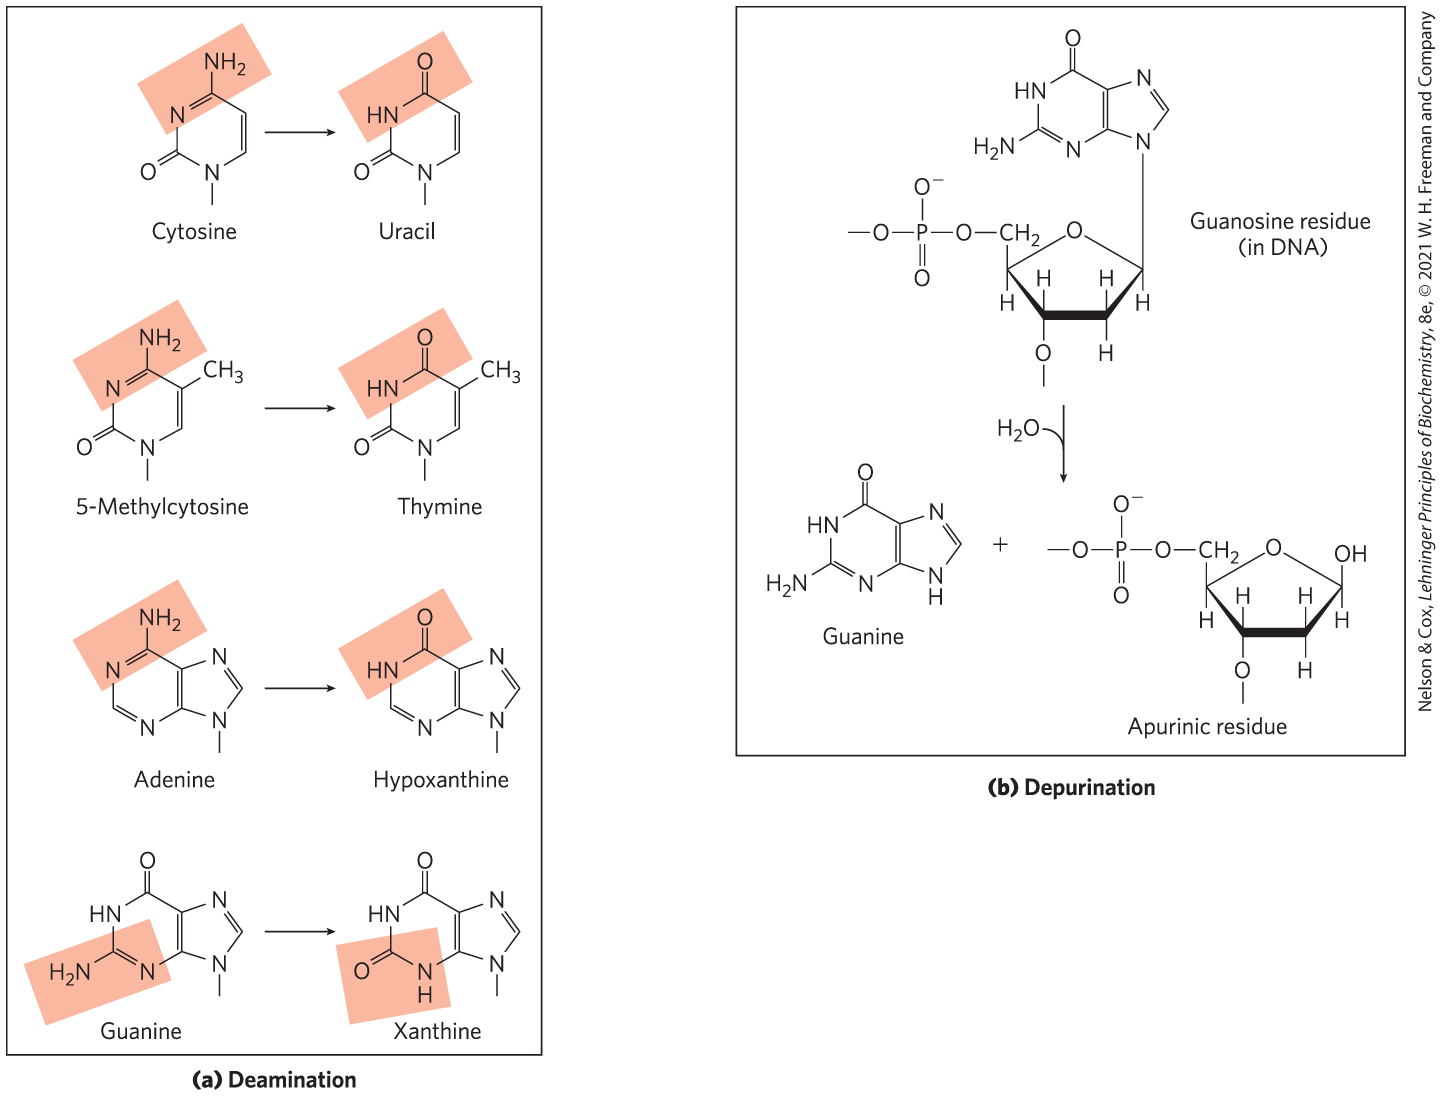 NH2
N
O
N
Cytosine
O
HN
O
N
Uracil
NH2
N
CH3
O
N
5-Methylcytosine
O
HN
CH3
O
N
Thymine
NH2
N
N
N
N
Adenine
O
HN
N
N
N
Hypoxanthine
O
HN
N
H2N
N
N
Guanine
O
HN
N
O
N
H
N
Xanthine
(a) Deamination
O
HN
N
H2N
N
N
O−
O P O CH2
O
O
H H H H
O
H
Guanosine residue
(in DNA)
H2O
O
HN
N
H2N
N
N
H
Guanine
+
O−
O P O CH2
O
O
OH
H H H H
O
H
Apurinic residue
(b) Depurination
Nelson & Cox, Lehninger Principles of Biochemistry, 8e, © 2021 W. H. Freeman and Company